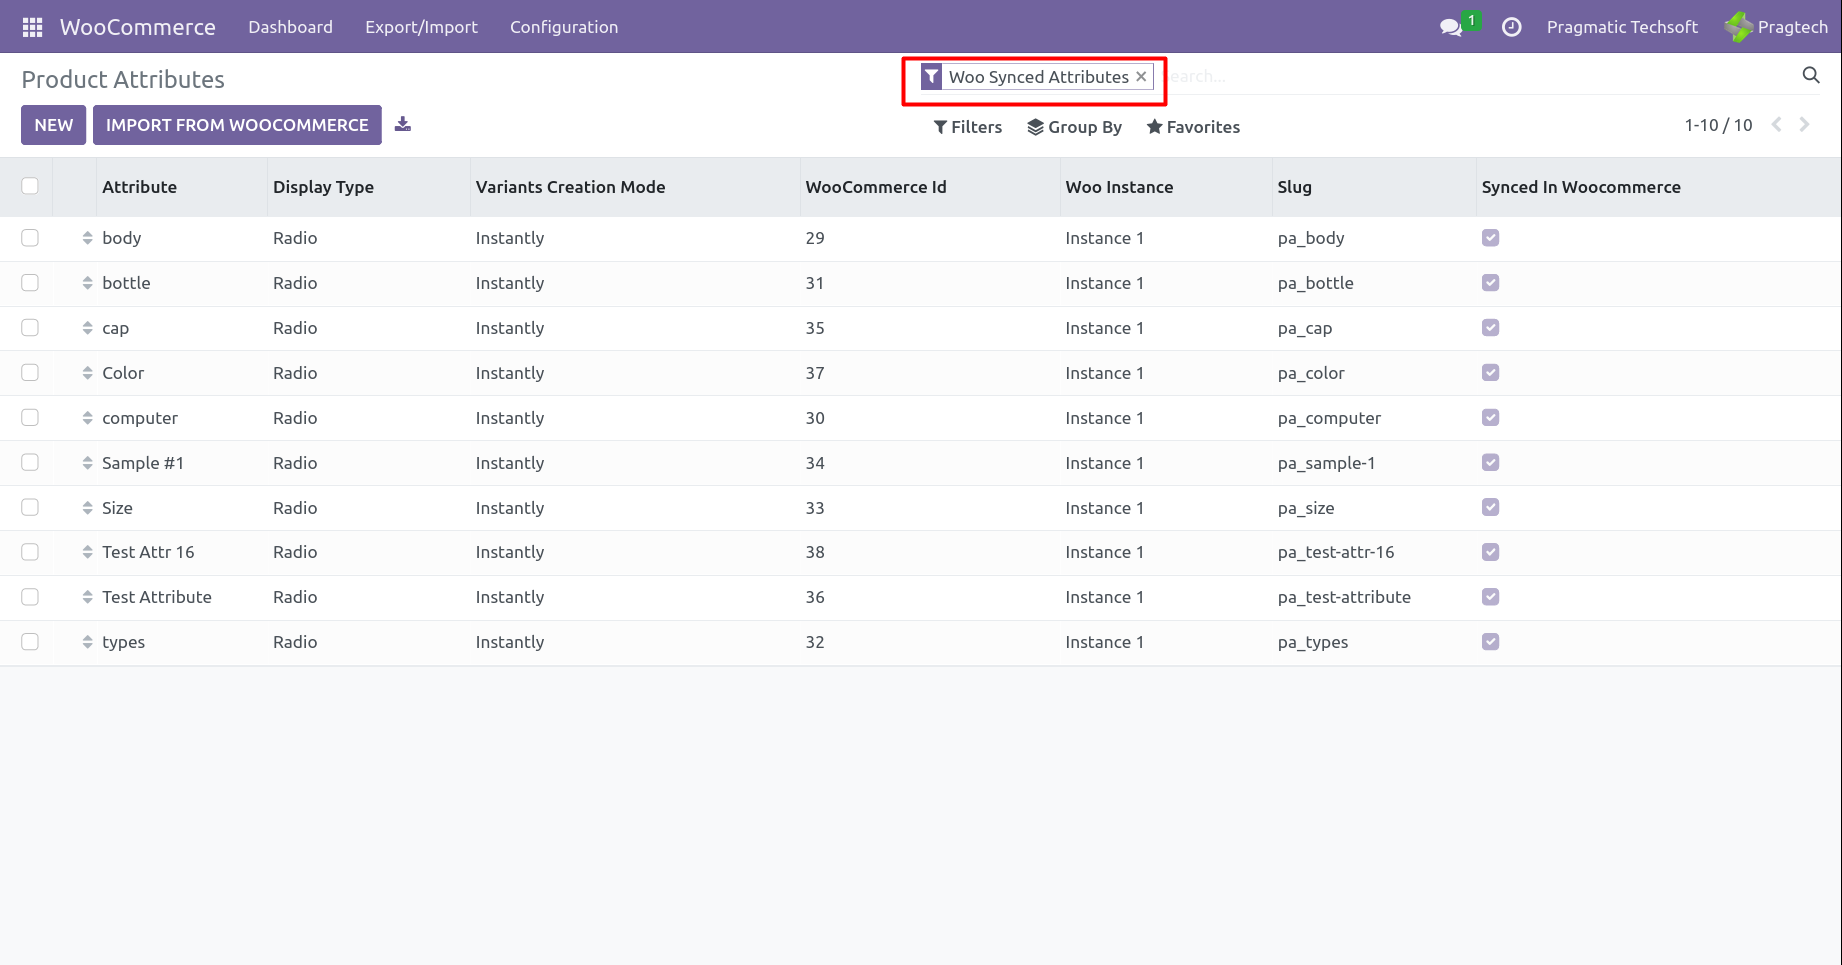 WooCommerce Dashboard Export/Import Configuration 1 Pragmatic Techsoft Pragtech
Product Attributes Woo Synced Attributes × Search...
NEW IMPORT FROM WOOCOMMERCE Filters Group By Favorites 1-10 / 10
Attribute Display Type Variants Creation Mode WooCommerce Id Woo Instance Slug Synced In Woocommerce
body Radio Instantly 29 Instance 1 pa_body
bottle Radio Instantly 31 Instance 1 pa_bottle
cap Radio Instantly 35 Instance 1 pa_cap
Color Radio Instantly 37 Instance 1 pa_color
computer Radio Instantly 30 Instance 1 pa_computer
Sample #1 Radio Instantly 34 Instance 1 pa_sample-1
Size Radio Instantly 33 Instance 1 pa_size
Test Attr 16 Radio Instantly 38 Instance 1 pa_test-attr-16
Test Attribute Radio Instantly 36 Instance 1 pa_test-attribute
types Radio Instantly 32 Instance 1 pa_types